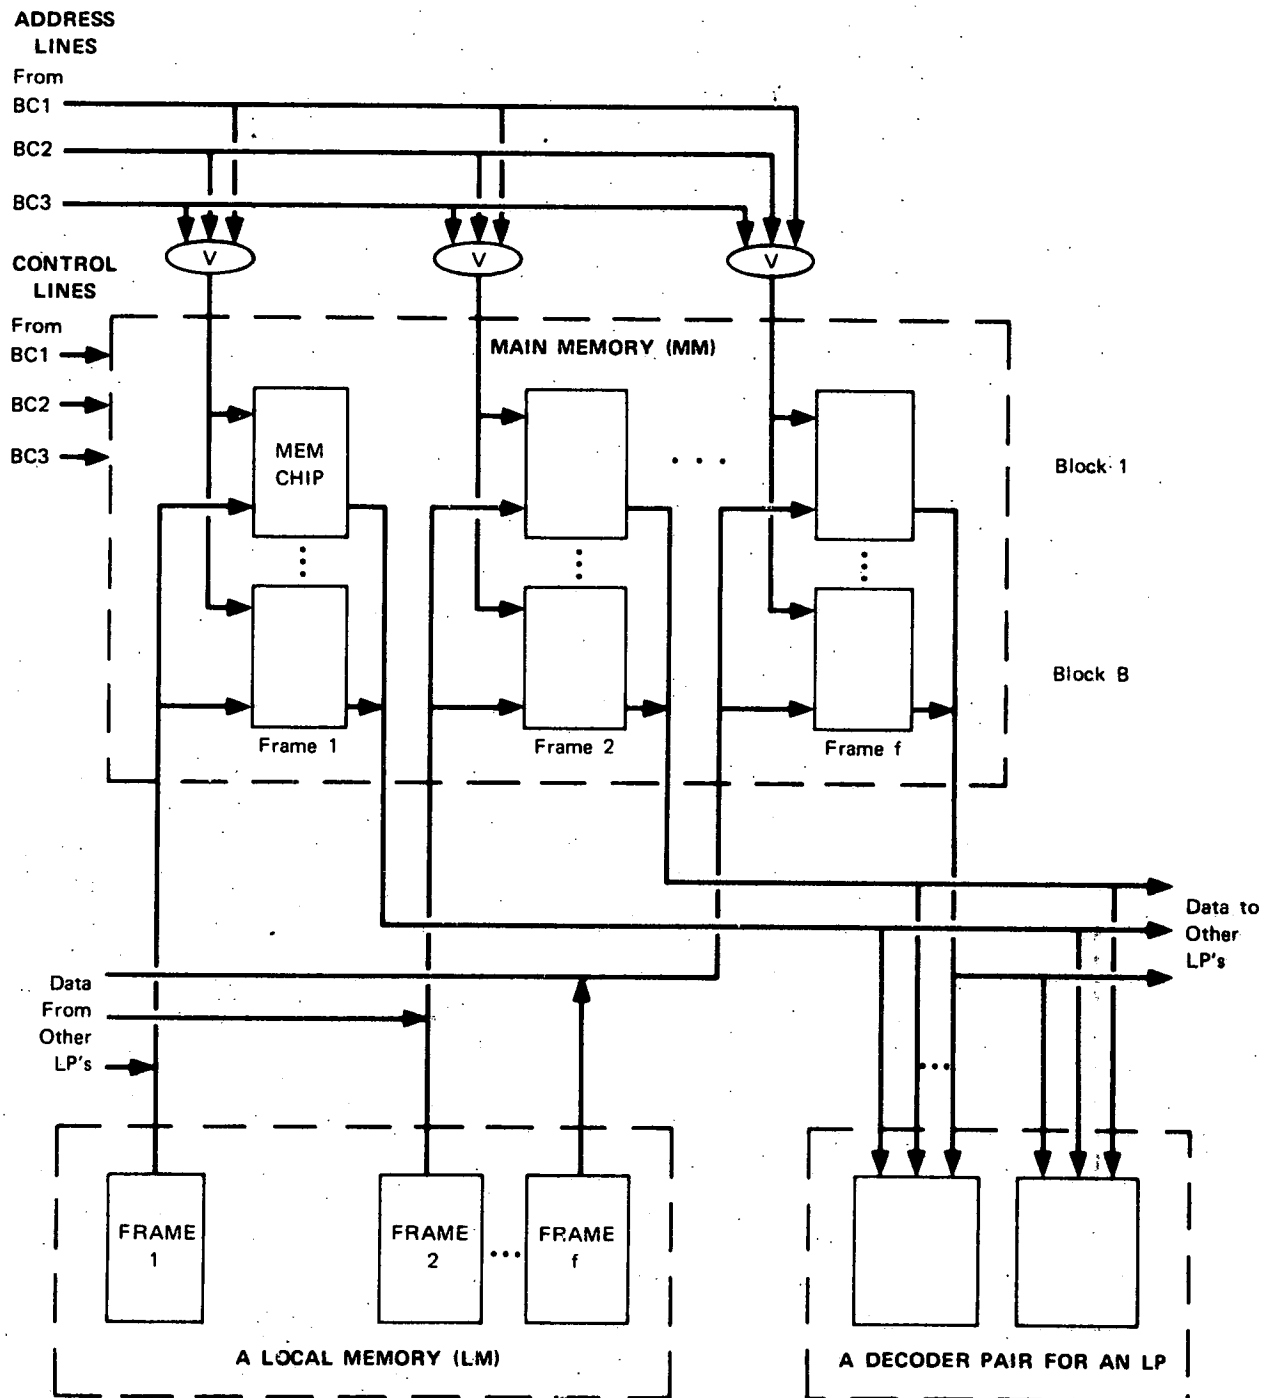 ADDRESS
LINES
From
BC1
BC2
BC3
V V V
CONTROL
LINES
From
BC1
BC2
BC3
MAIN MEMORY (MM)
MEM
CHIP
. . .
Block 1
Block B
Frame 1 Frame 2 Frame f
Data to
Other
LP's
Data
From
Other
LP's
...
FRAME
1
FRAME
2
...
FRAME
f
A LOCAL MEMORY (LM)
A DECODER PAIR FOR AN LP